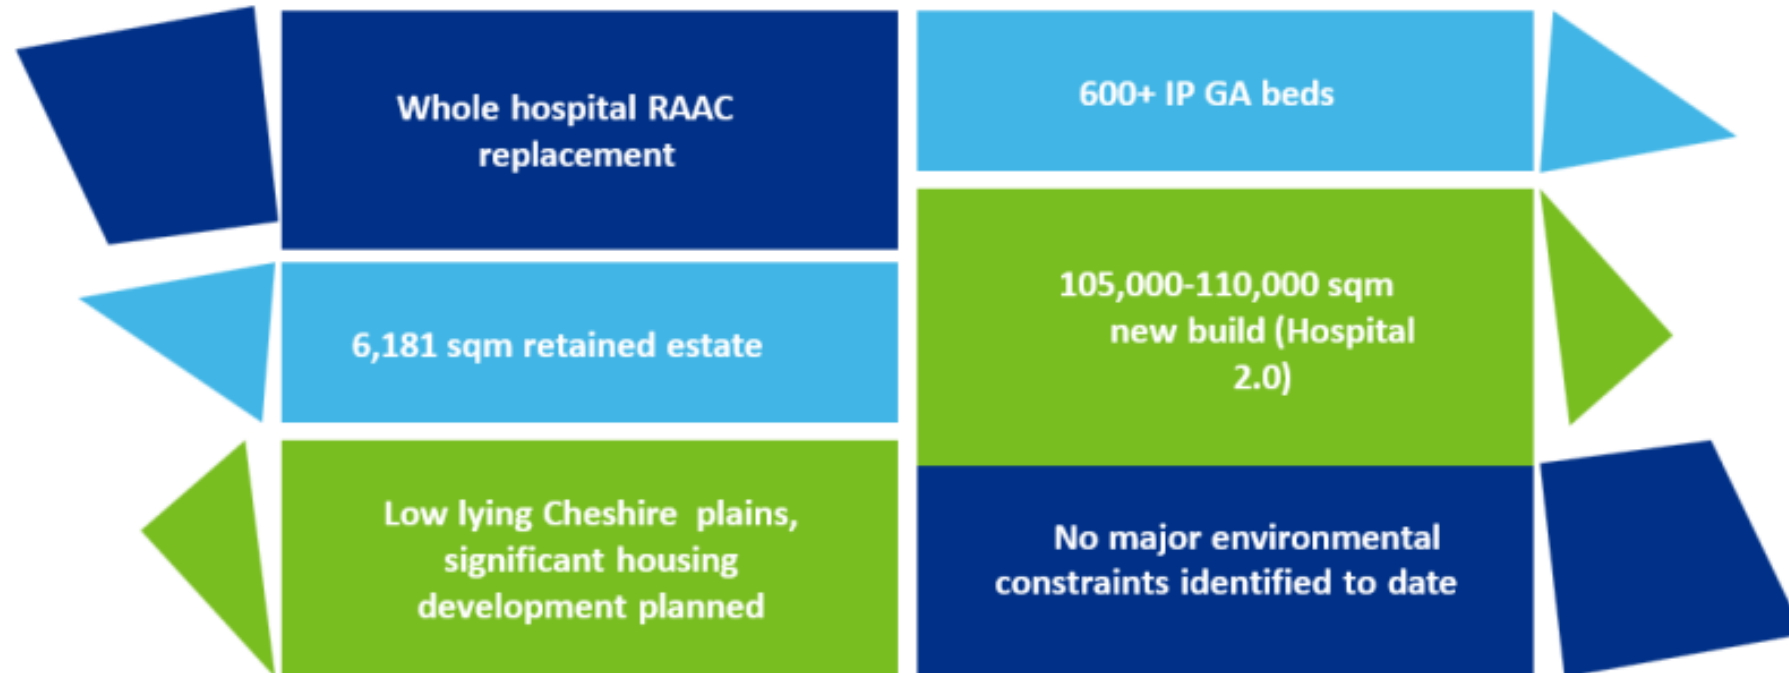 Whole hospital RAAC
replacement
6,181 sqm retained estate
Low lying Cheshire plains,
significant housing
development planned
600+ IP GA beds
105,000-110,000 sqm
new build (Hospital
2.0)
No major environmental
constraints identified to date